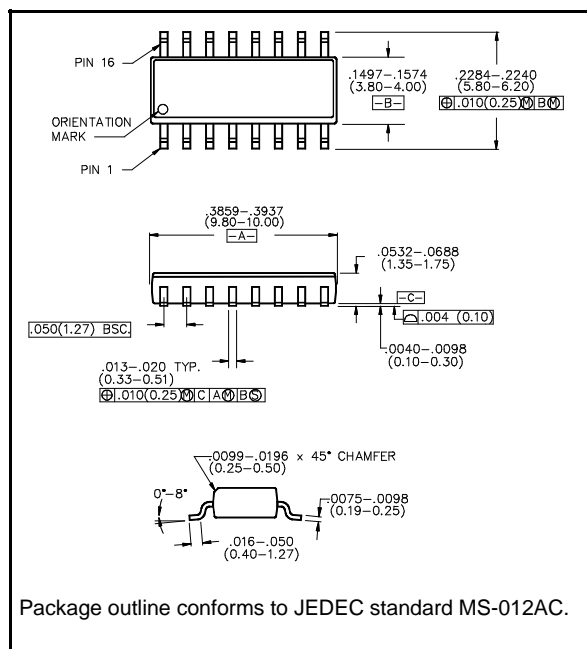 PIN 16
.1497–.1574
(3.80–4.00)
–B–
.2284–.2240
(5.80–6.20)
⌖ .010(0.25)Ⓜ BⓂ
ORIENTATION
MARK
PIN 1
.3859–.3937
(9.80–10.00)
–A–
.0532–.0688
(1.35–1.75)
–C–
.004 (0.10)
.050(1.27) BSC.
.0040–.0098
(0.10–0.30)
.013–.020 TYP.
(0.33–0.51)
⌖ .010(0.25)Ⓜ C AⓂ BⓈ
.0099–.0196 x 45° CHAMFER
(0.25–0.50)
0°–8°
.0075–.0098
(0.19–0.25)
.016–.050
(0.40–1.27)
Package outline conforms to JEDEC standard MS-012AC.